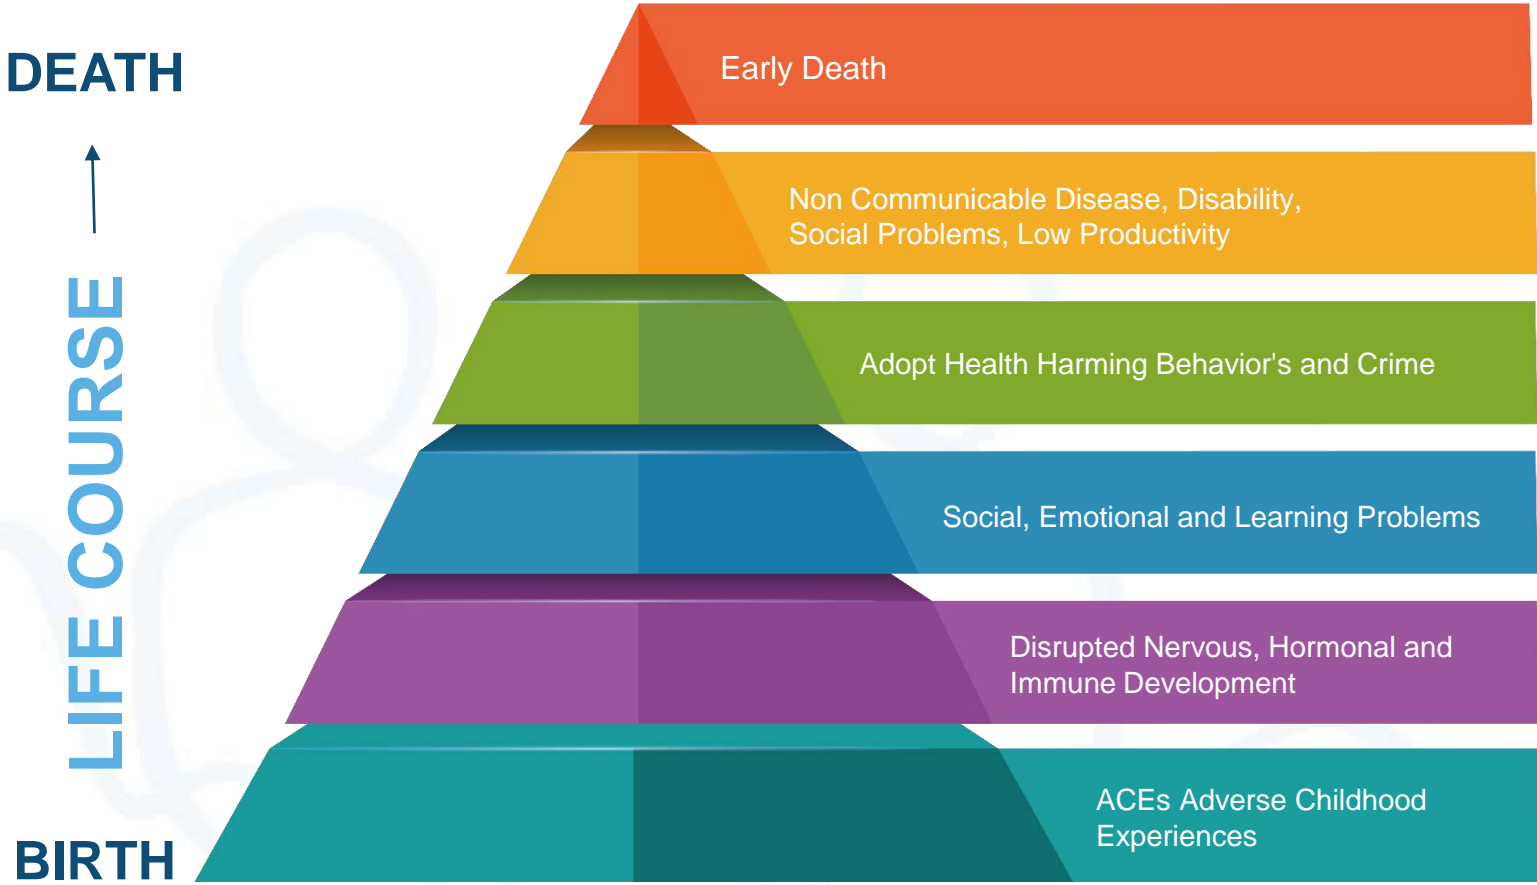 DEATH
LIFE COURSE
BIRTH
Early Death
Non Communicable Disease, Disability,
Social Problems, Low Productivity
Adopt Health Harming Behavior's and Crime
Social, Emotional and Learning Problems
Disrupted Nervous, Hormonal and
Immune Development
ACEs Adverse Childhood
Experiences